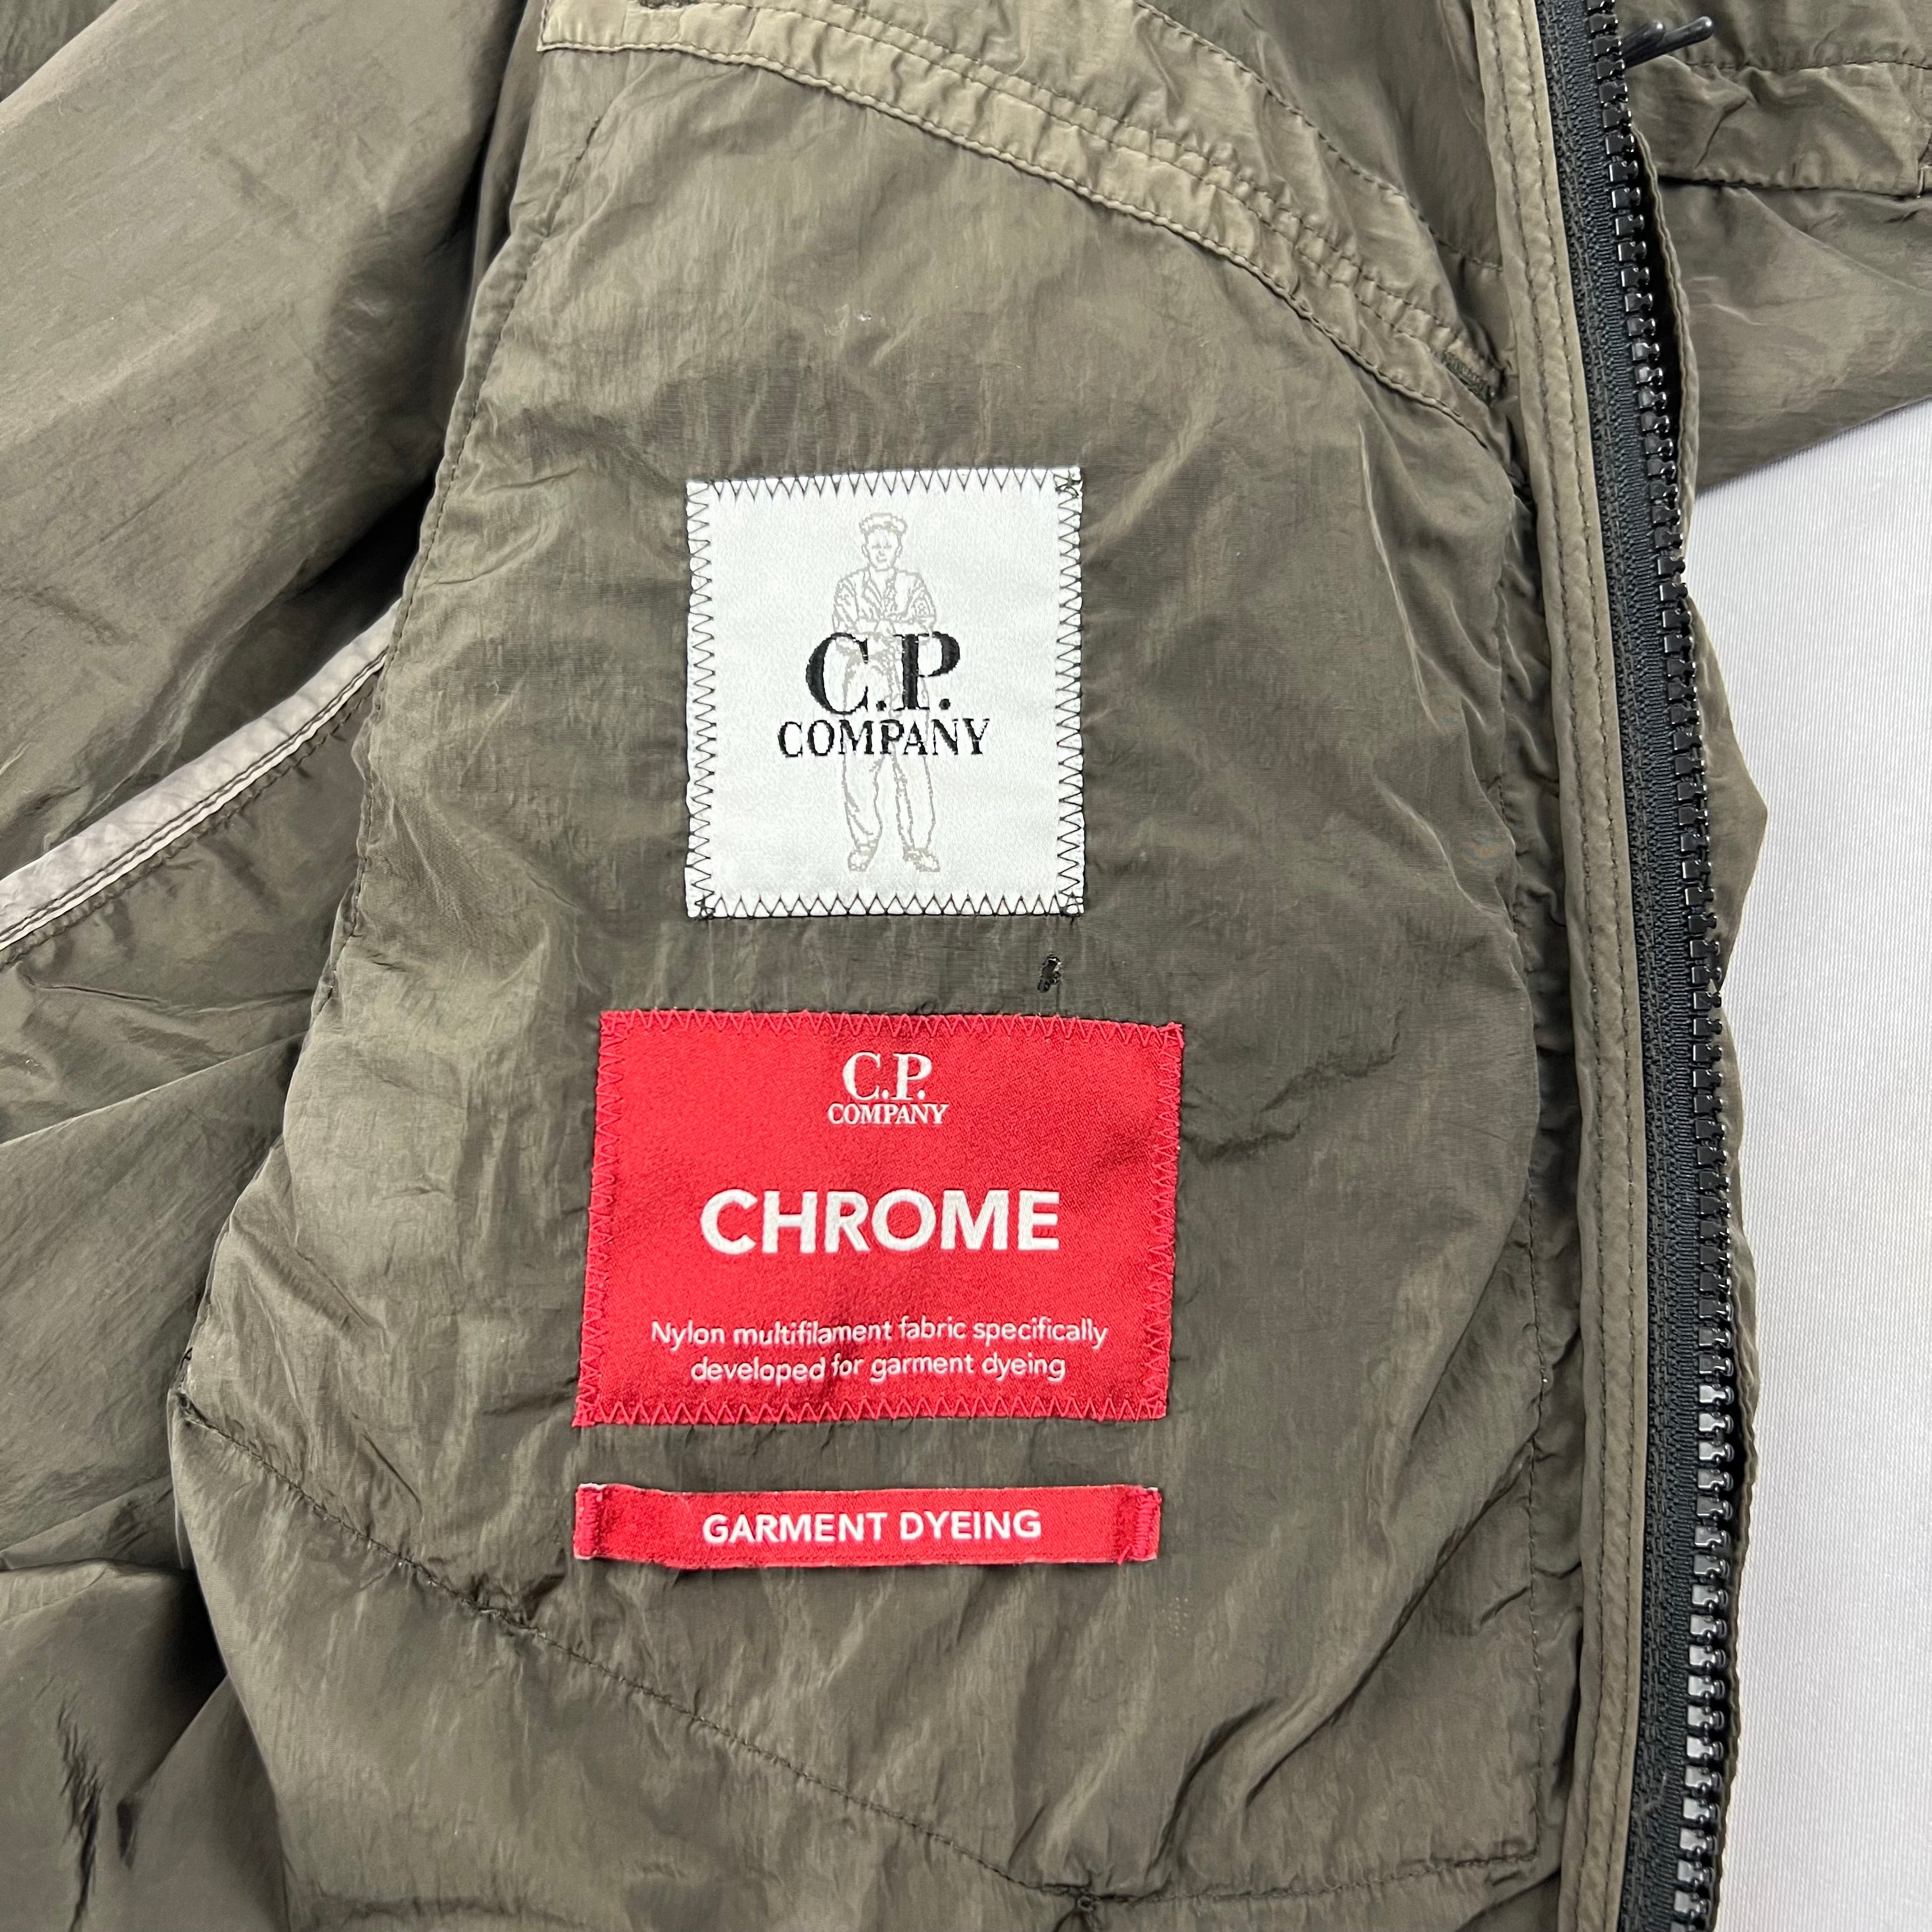 C.P.
COMPANY
C.P.
COMPANY
CHROME
Nylon multifilament fabric specifically
developed for garment dyeing
GARMENT DYEING